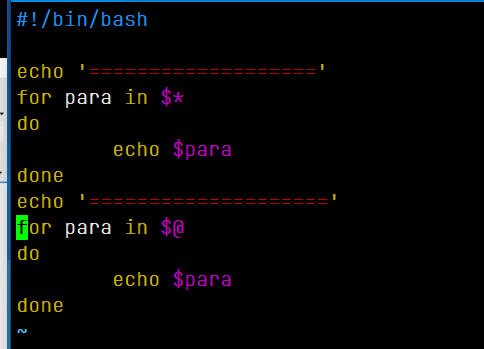 #!/bin/bash
echo '==================='
for para in $*
do
echo $para
done
echo '===================='
for para in $@
do
echo $para
done
~